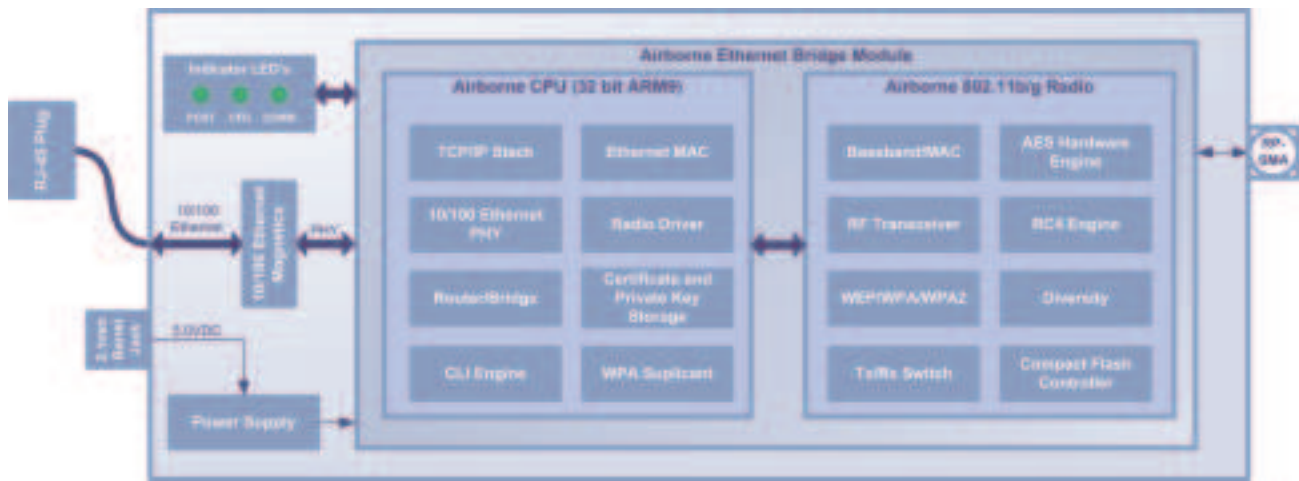 Airborne Ethernet Bridge Module
Indicator LED's
POST
COMM
Airborne CPU (32 bit ARM9)
TCP/IP Stack
Ethernet MAC
10/100 Ethernet
PHY
Radio Driver
Router/Bridge
Certificate and
Private Key
Storage
CLI Engine
WPA Suplicant
Airborne 802.11b/g Radio
Baseband/MAC
AES Hardware
Engine
RF Transceiver
RC4 Engine
WEP/WPA/WPA2
Diversity
Tx/Rx Switch
Compact Flash
Controller
RP-
SMA
RJ-45 Plug
10/100
Ethernet
10/100 Ethernet
Magnetics
PHY
2.1mm
Barrel
Jack
5.0VDC
Power Supply